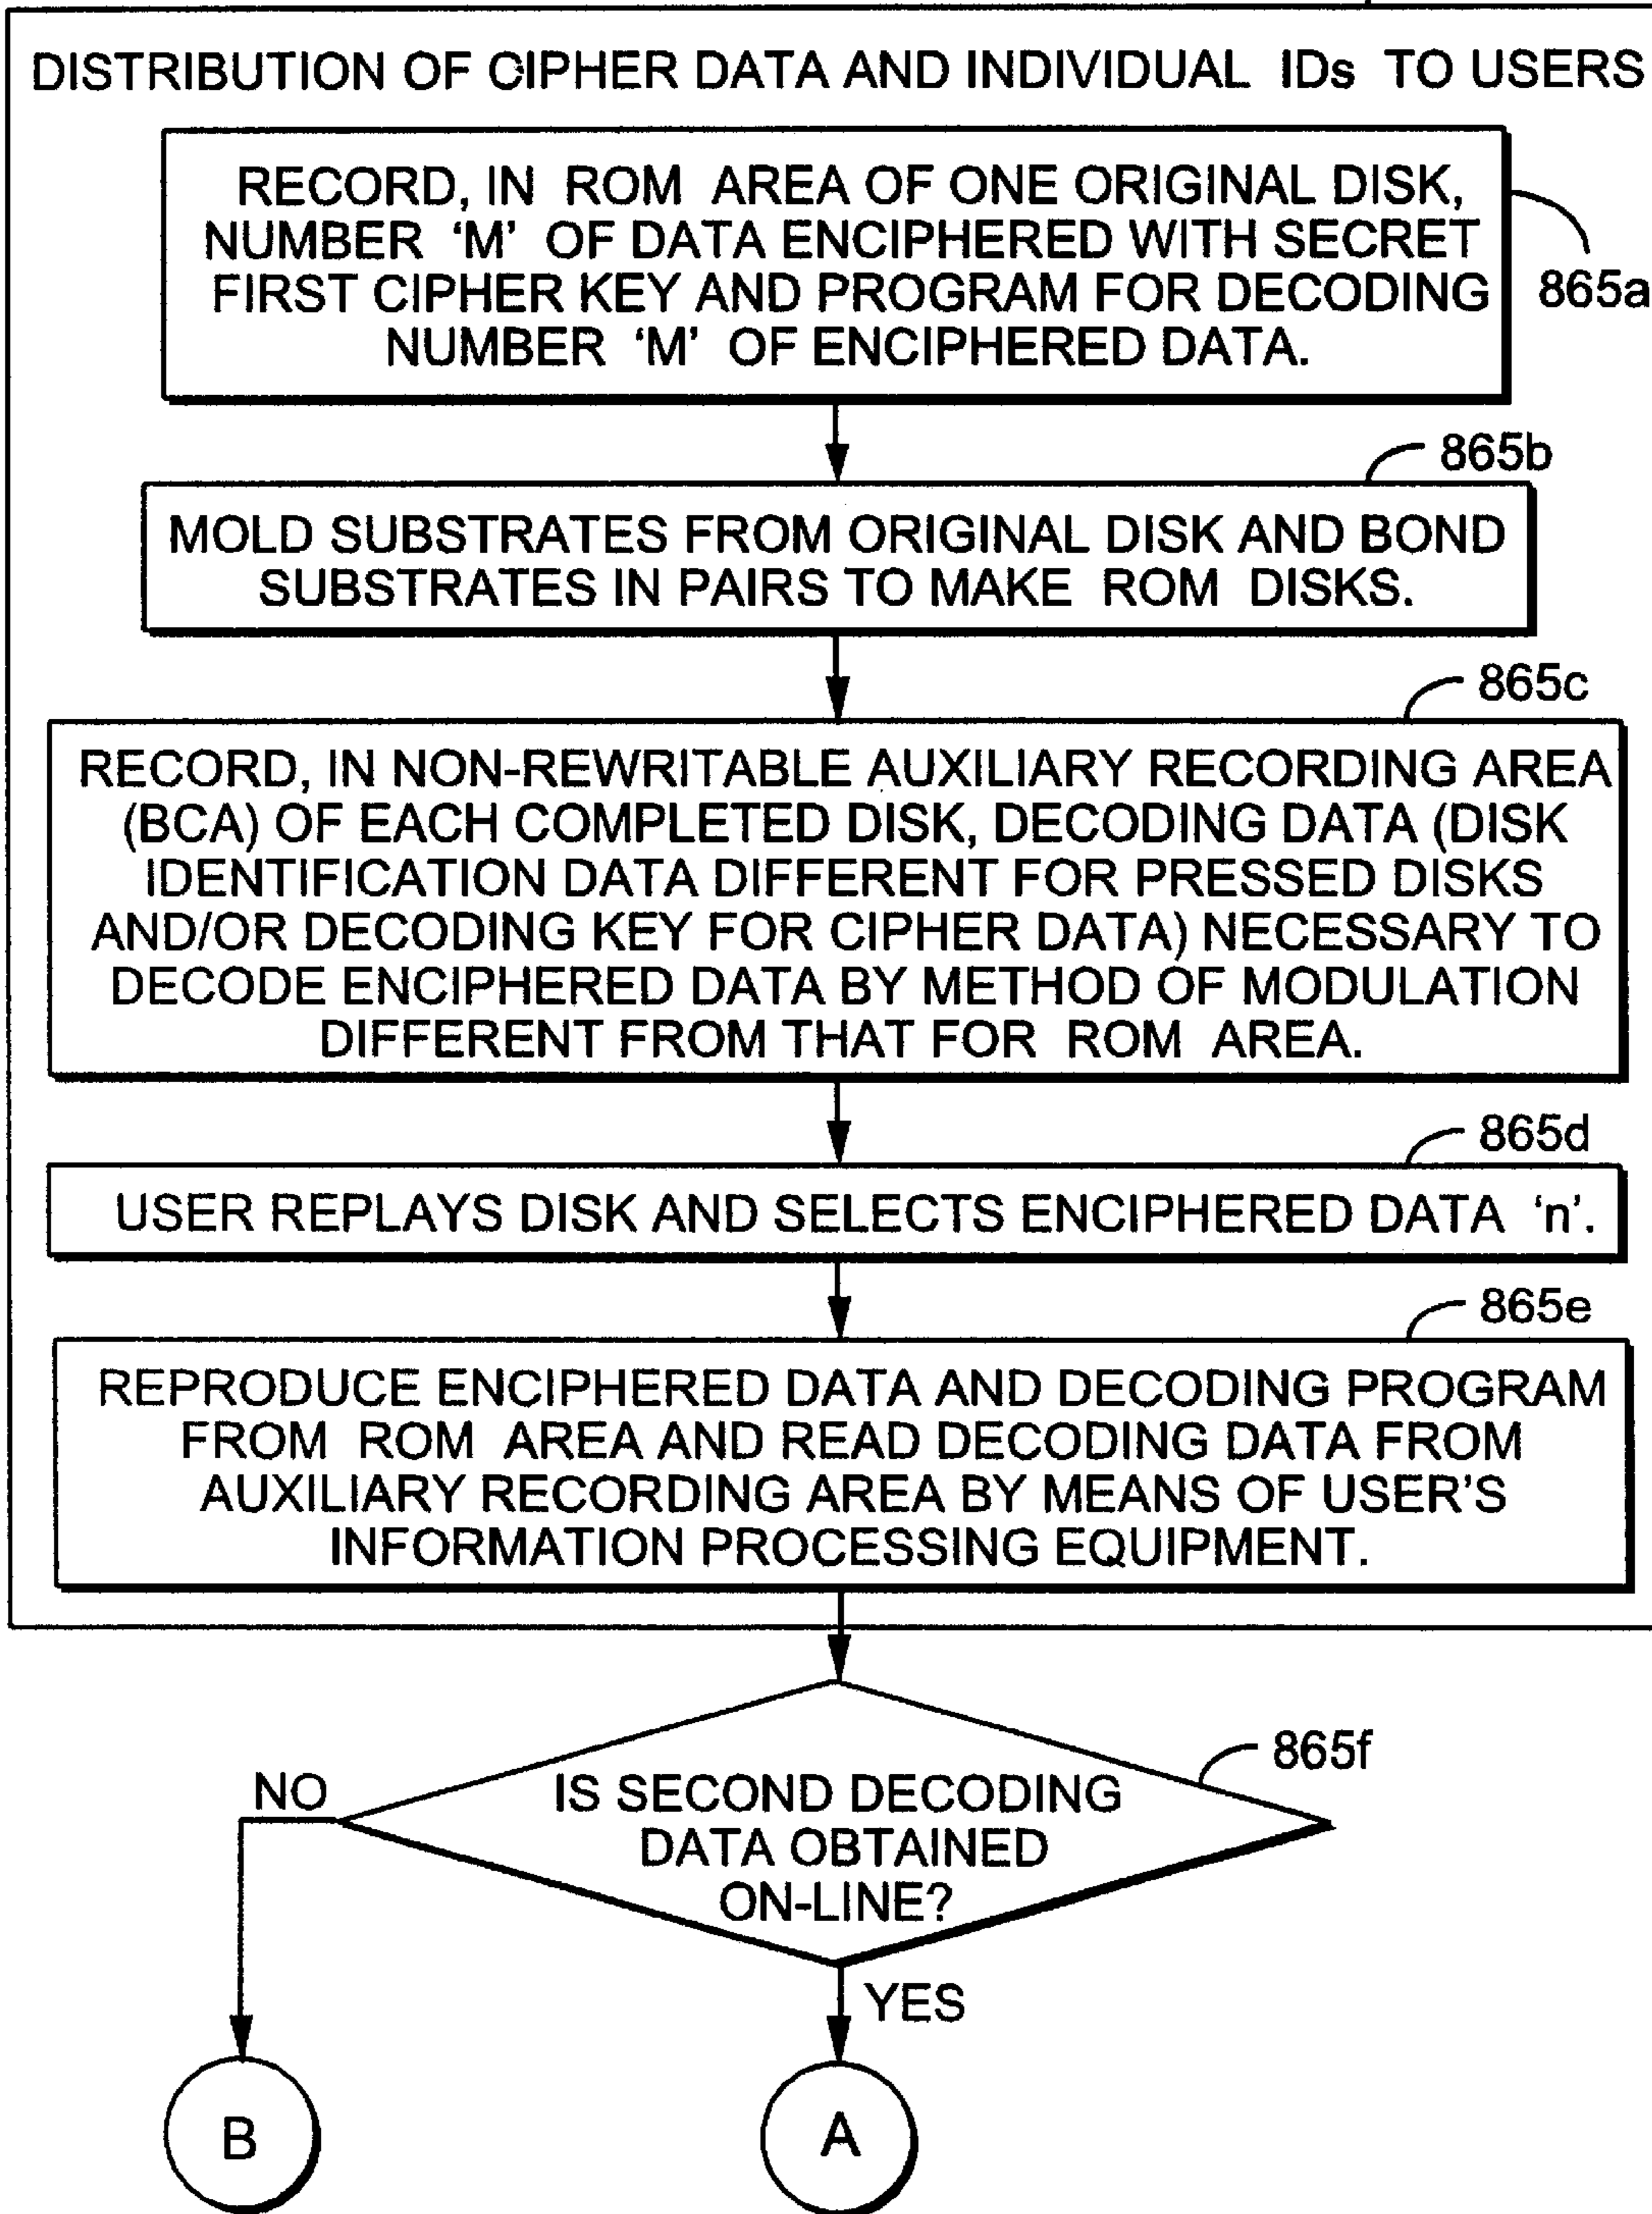 DISTRIBUTION OF CIPHER DATA AND INDIVIDUAL IDs TO USERS
RECORD, IN ROM AREA OF ONE ORIGINAL DISK,
NUMBER ‘M’ OF DATA ENCIPHERED WITH SECRET
FIRST CIPHER KEY AND PROGRAM FOR DECODING
NUMBER ‘M’ OF ENCIPHERED DATA.
865a
865b
MOLD SUBSTRATES FROM ORIGINAL DISK AND BOND
SUBSTRATES IN PAIRS TO MAKE ROM DISKS.
865c
RECORD, IN NON-REWRITABLE AUXILIARY RECORDING AREA
(BCA) OF EACH COMPLETED DISK, DECODING DATA (DISK
IDENTIFICATION DATA DIFFERENT FOR PRESSED DISKS
AND/OR DECODING KEY FOR CIPHER DATA) NECESSARY TO
DECODE ENCIPHERED DATA BY METHOD OF MODULATION
DIFFERENT FROM THAT FOR ROM AREA.
865d
USER REPLAYS DISK AND SELECTS ENCIPHERED DATA ‘n’.
865e
REPRODUCE ENCIPHERED DATA AND DECODING PROGRAM
FROM ROM AREA AND READ DECODING DATA FROM
AUXILIARY RECORDING AREA BY MEANS OF USER’S
INFORMATION PROCESSING EQUIPMENT.
865f
NO
IS SECOND DECODING
DATA OBTAINED
ON-LINE?
YES
B
A